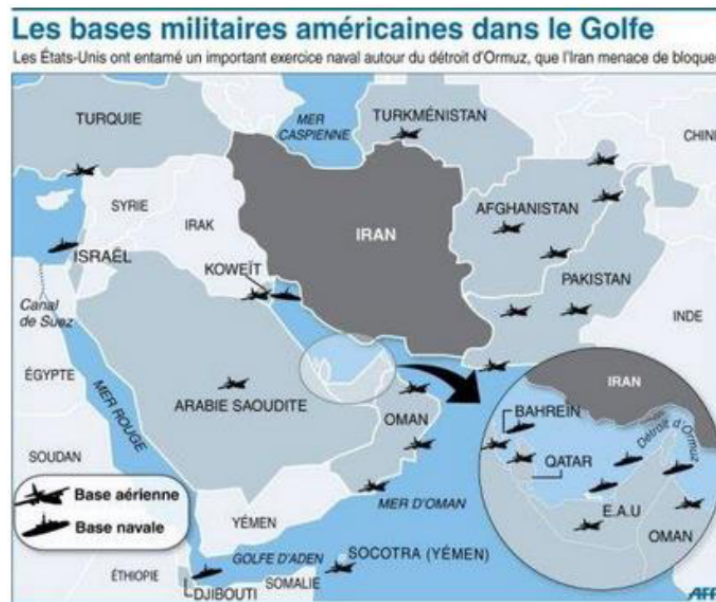 Les bases militaires américaines dans le Golfe
Les États-Unis ont entamé un important exercice naval autour du détroit d'Ormuz, que l'Iran menace de bloque
TURQUIE
MER
CASPIENNE
TURKMÉNISTAN
CHINE
SYRIE
IRAK
IRAN
AFGHANISTAN
ISRAËL
KOWEÏT
PAKISTAN
Canal
de Suez
INDE
ÉGYPTE
MER ROUGE
ARABIE SAOUDITE
OMAN
IRAN
BAHREIN
Détroit d'Ormuz
QATAR
SOUDAN
E.A.U
OMAN
Base aérienne
Base navale
MER D'OMAN
YÉMEN
GOLFE D'ADEN
SOCOTRA (YÉMEN)
ÉTHIOPIE
SOMALIE
DJIBOUTI
AFP